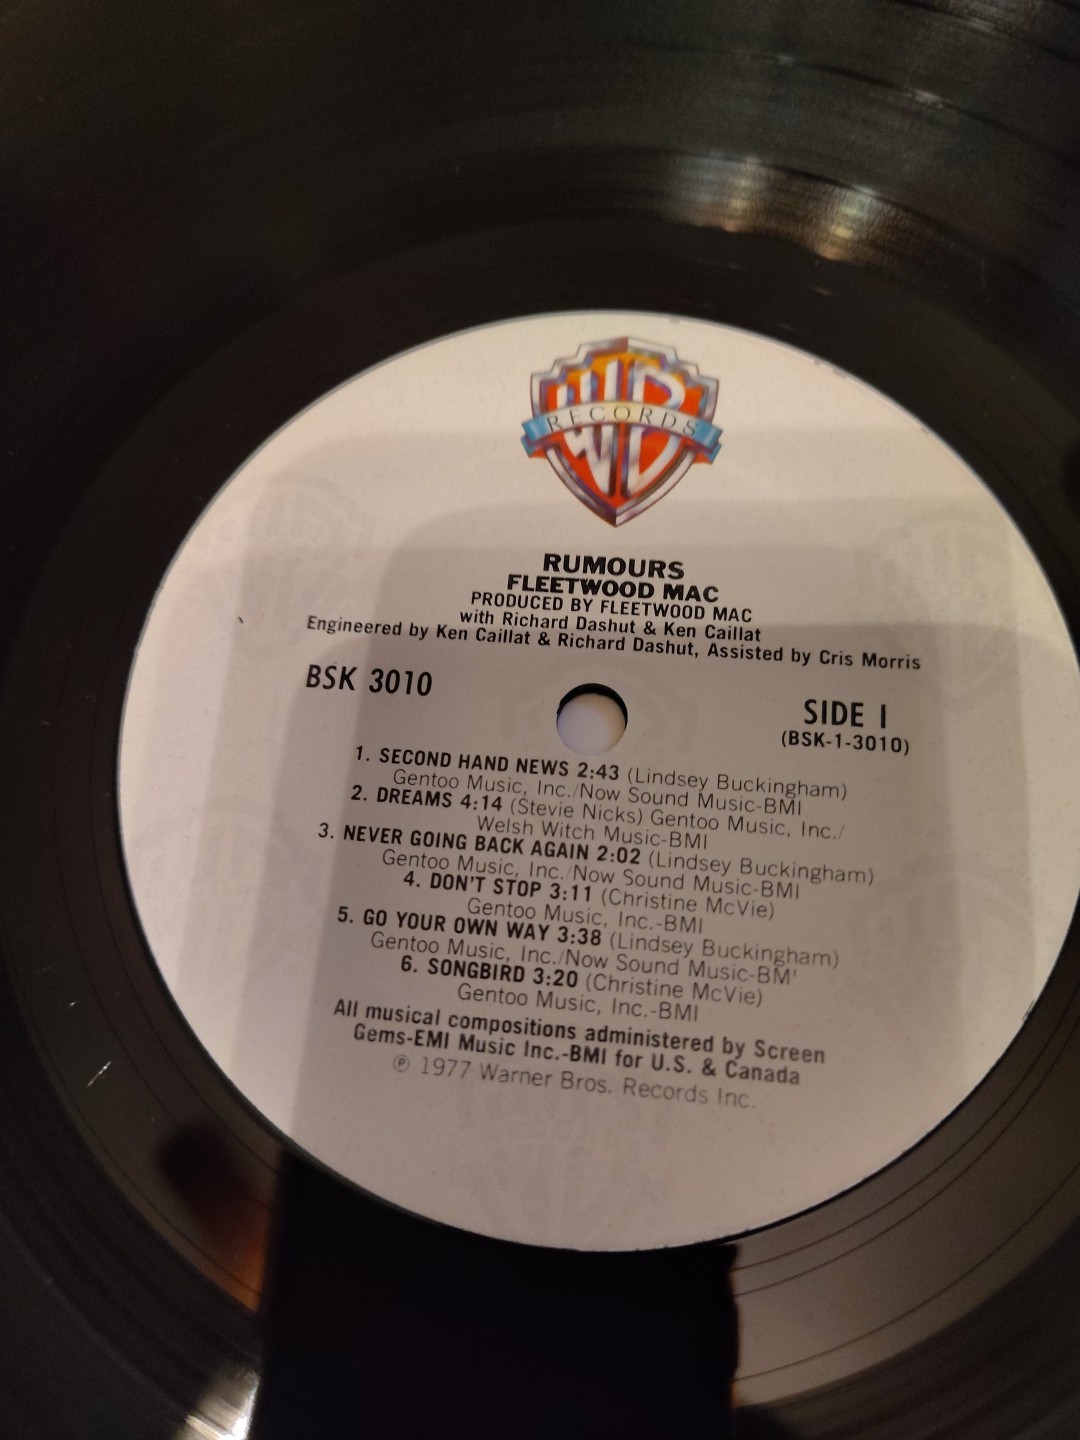 WB
RECORDS
RUMOURS
FLEETWOOD MAC
PRODUCED BY FLEETWOOD MAC
with Richard Dashut & Ken Caillat
Engineered by Ken Caillat & Richard Dashut, Assisted by Cris Morris
BSK 3010
SIDE 1
(BSK-1-3010)
1. SECOND HAND NEWS 2:43 (Lindsey Buckingham)
Gentoo Music, Inc./Now Sound Music-BMI
2. DREAMS 4:14 (Stevie Nicks) Gentoo Music, Inc./
Welsh Witch Music-BMI
3. NEVER GOING BACK AGAIN 2:02 (Lindsey Buckingham)
Gentoo Music, Inc./Now Sound Music-BMI
4. DON'T STOP 3:11 (Christine McVie)
Gentoo Music, Inc.-BMI
5. GO YOUR OWN WAY 3:38 (Lindsey Buckingham)
Gentoo Music, Inc./Now Sound Music-BMI
6. SONGBIRD 3:20 (Christine McVie)
Gentoo Music, Inc.-BMI
All musical compositions administered by Screen
Gems-EMI Music Inc.-BMI for U.S. & Canada
℗ 1977 Warner Bros. Records Inc.